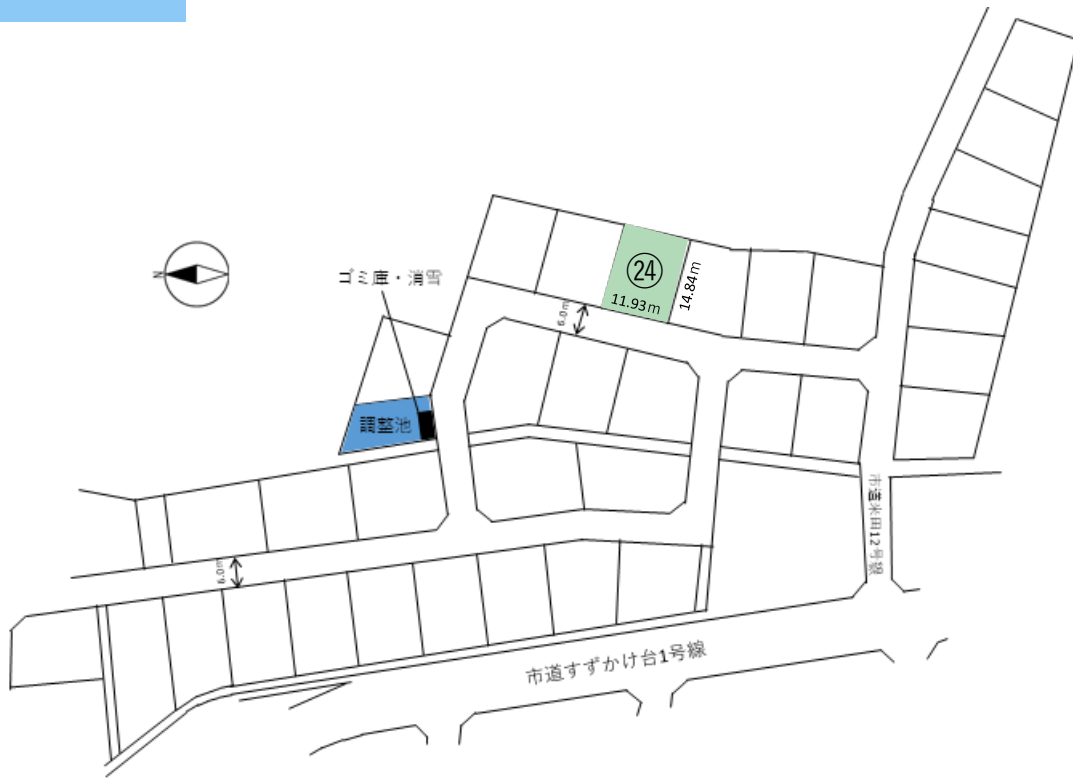 N
ゴミ庫・消雪
㉔
11.93m
14.84m
6.0m
調整池
6.0m
市道米田12号線
市道すずかけ台1号線